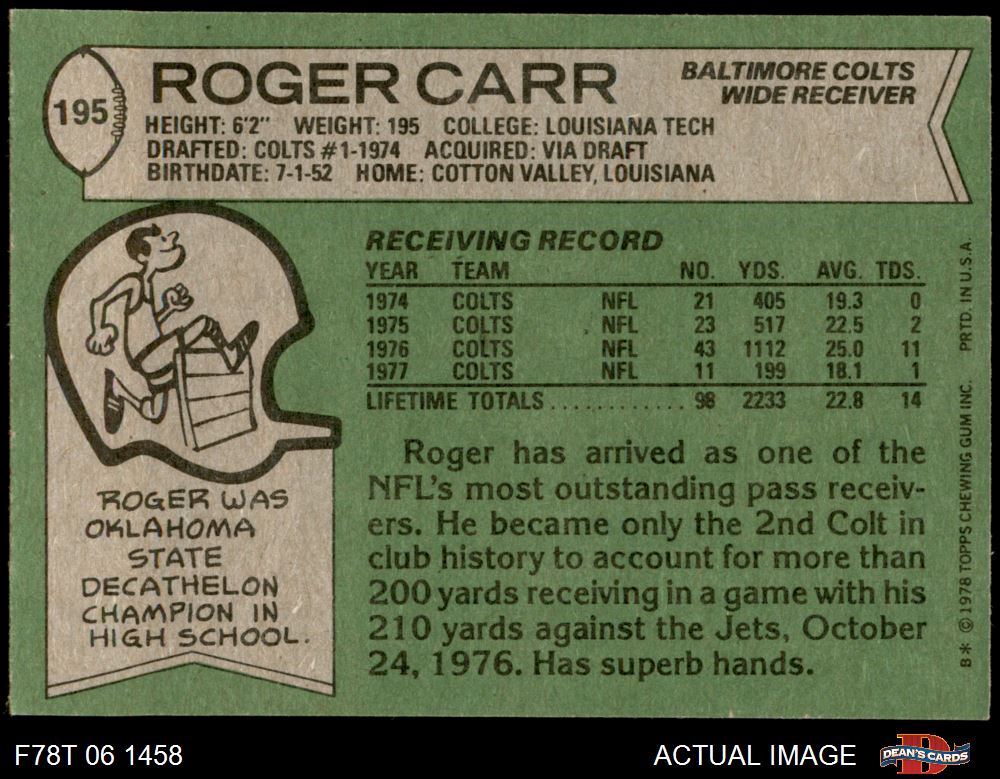 195
ROGER CARR
BALTIMORE COLTS
WIDE RECEIVER
HEIGHT: 6'2" WEIGHT: 195 COLLEGE: LOUISIANA TECH
DRAFTED: COLTS #1-1974 ACQUIRED: VIA DRAFT
BIRTHDATE: 7-1-52 HOME: COTTON VALLEY, LOUISIANA
RECEIVING RECORD
YEAR TEAM NO. YDS. AVG. TDS.
1974 COLTS NFL 21 405 19.3 0
1975 COLTS NFL 23 517 22.5 2
1976 COLTS NFL 43 1112 25.0 11
1977 COLTS NFL 11 199 18.1 1
LIFETIME TOTALS............ 98 2233 22.8 14
Roger has arrived as one of the
NFL's most outstanding pass receiv-
ers. He became only the 2nd Colt in
club history to account for more than
200 yards receiving in a game with his
210 yards against the Jets, October
24, 1976. Has superb hands.
ROGER WAS
OKLAHOMA
STATE
DECATHELON
CHAMPION IN
HIGH SCHOOL.
B* ©1978 TOPPS CHEWING GUM INC. PRTD. IN U.S.A.
F78T 06 1458
ACTUAL IMAGE
D
DEAN'S CARDS